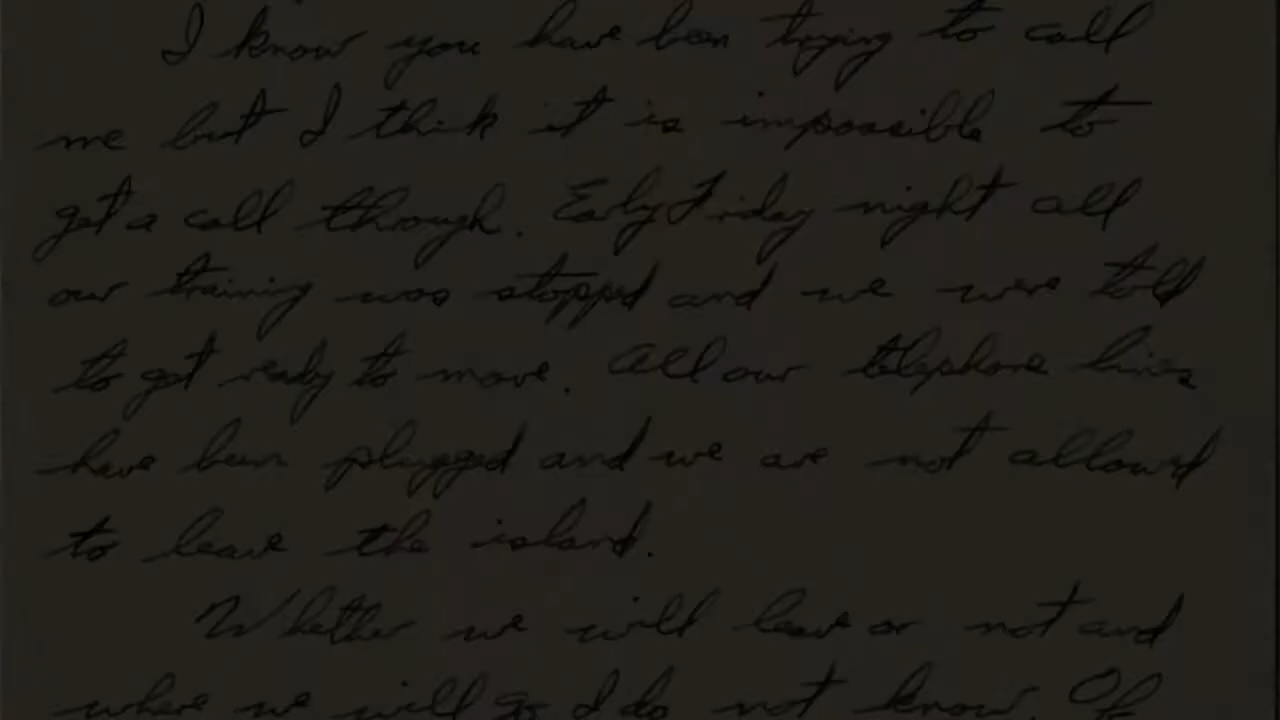 I know you have been trying to call
me but I think it is impossible to
get a call through. Early Friday night all
our training was stopped and we were told
to get ready to move. All our telephone lines
have been plugged and we are not allowed
to leave the island.
Whether we will leave or not and
where we will go I do not know. Of